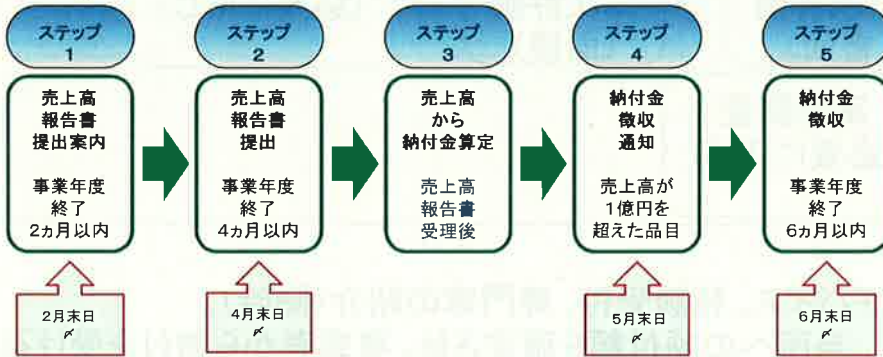 ステップ
1
売上高
報告書
提出案内
事業年度
終了
2ヵ月以内
2月末日
〆
ステップ
2
売上高
報告書
提出
事業年度
終了
4ヵ月以内
4月末日
〆
ステップ
3
売上高
から
納付金算定
売上高
報告書
受理後
ステップ
4
納付金
徴収
通知
売上高が
1億円を
超えた品目
5月末日
〆
ステップ
5
納付金
徴収
事業年度
終了
6ヵ月以内
6月末日
〆